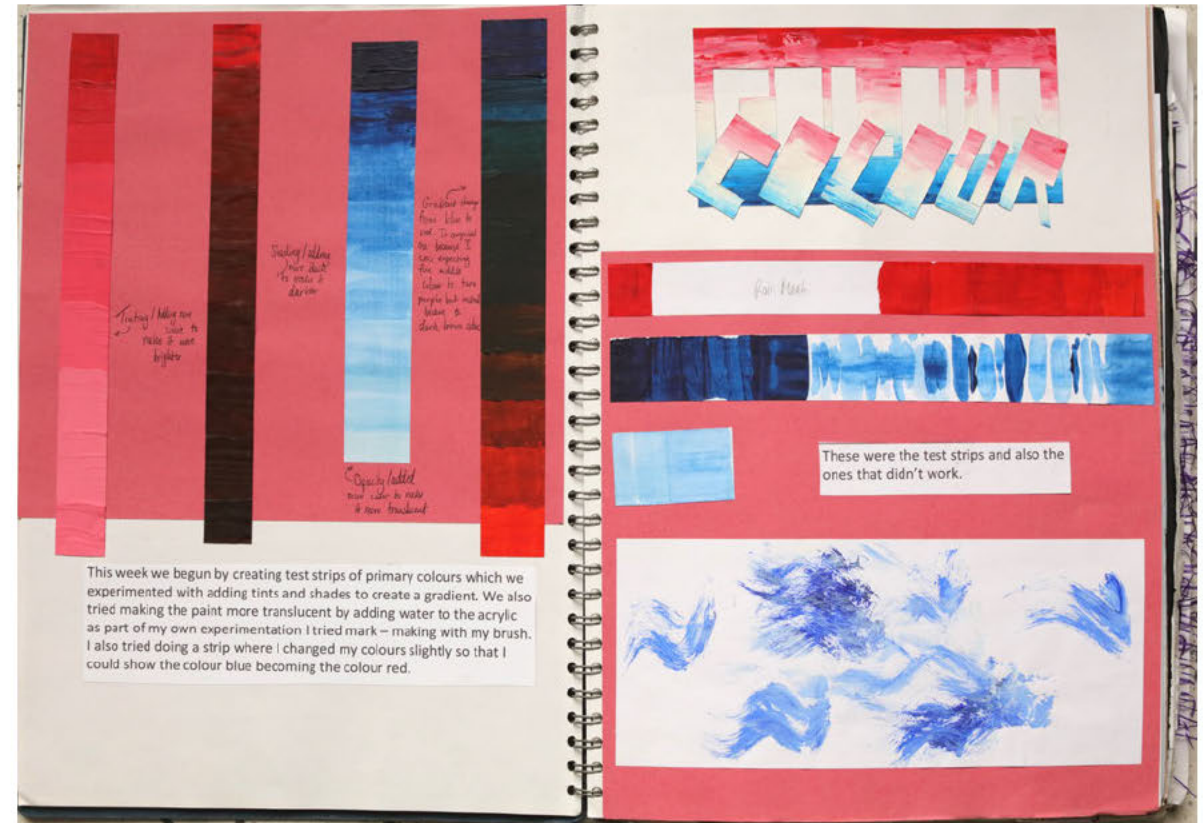 Tinting / Adding more
white to
make it more
brighter
Shading / adding
more black
to make it
darker
Gradient change
from blue to
red. It surprised
me because I
was expecting
the middle
colour to turn
purple but instead
to
dark brown
Opacity / added
more water to make
it more translucent
This week we begun by creating test strips of primary colours which we
experimented with adding tints and shades to create a gradient. We also
tried making the paint more translucent by adding water to the acrylic
as part of my own experimentation I tried mark – making with my brush.
I also tried doing a strip where I changed my colours slightly so that I
could show the colour blue becoming the colour red.
COLOUR
COLOUR
These were the test strips and also the
ones that didn't work.